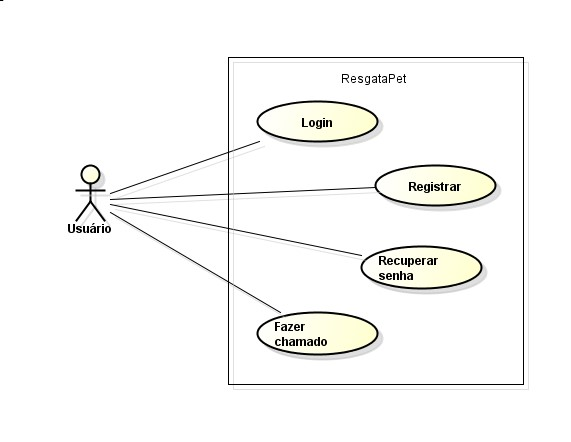 ResgataPet
Login
Registrar
Usuário
Recuperar
senha
Fazer
chamado